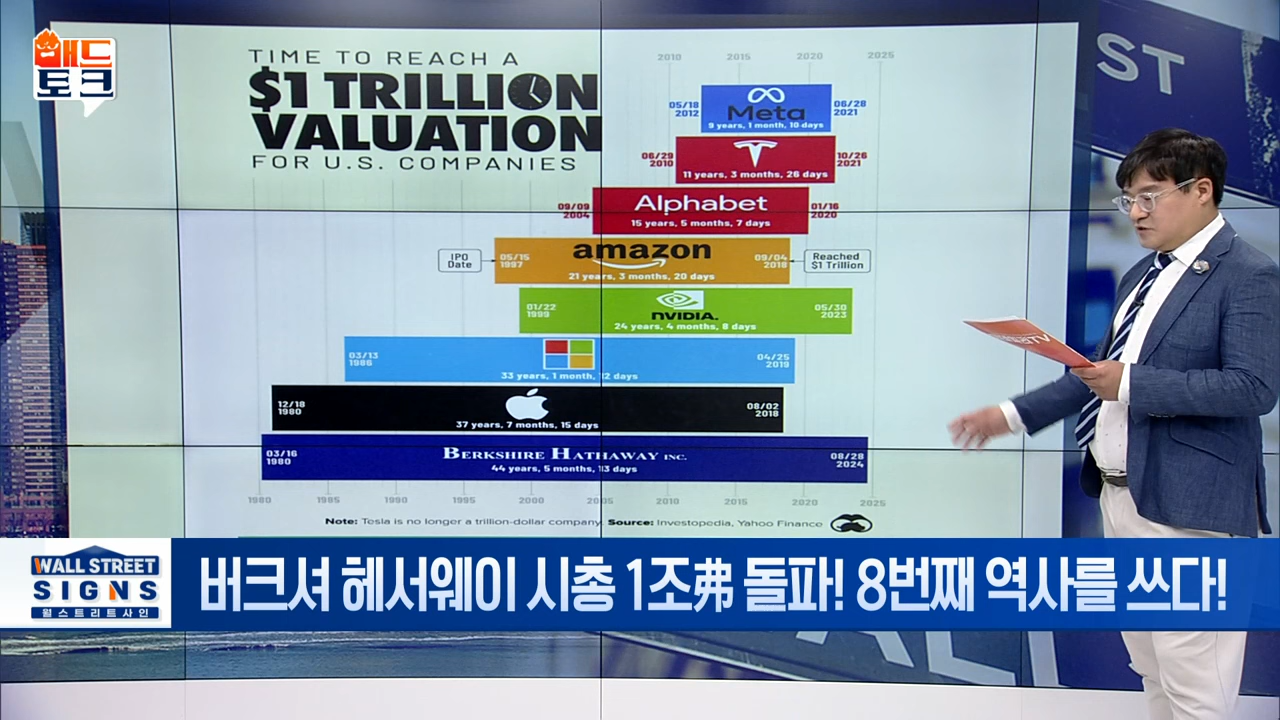 매드
토크
TIME TO REACH A
$1 TRILLION
VALUATION
FOR U.S. COMPANIES
2010 2015 2020 2025
05/18
2012
Meta
9 years, 1 month, 10 days
06/28
2021
06/29
2010
11 years, 3 months, 26 days
10/26
2021
09/09
2004
Alphabet
15 years, 5 months, 7 days
01/16
2020
IPO
Date
05/15
1997
amazon
21 years, 3 months, 20 days
09/04
2018
Reached
$1 Trillion
01/22
1999
NVIDIA.
24 years, 4 months, 8 days
05/30
2023
03/13
1986
33 years, 1 month, 12 days
04/25
2019
12/18
1980
37 years, 7 months, 15 days
08/02
2018
03/16
1980
BERKSHIRE HATHAWAY INC.
44 years, 5 months, 13 days
08/28
2024
1980 1985 1990 1995 2000 2005 2010 2015 2020 2025
Note: Tesla is no longer a trillion-dollar company. Source: Investopedia, Yahoo Finance
ST
WALL STREET
SIGNS
월스트리트사인
버크셔 헤서웨이 시총 1조弗 돌파! 8번째 역사를 쓰다!